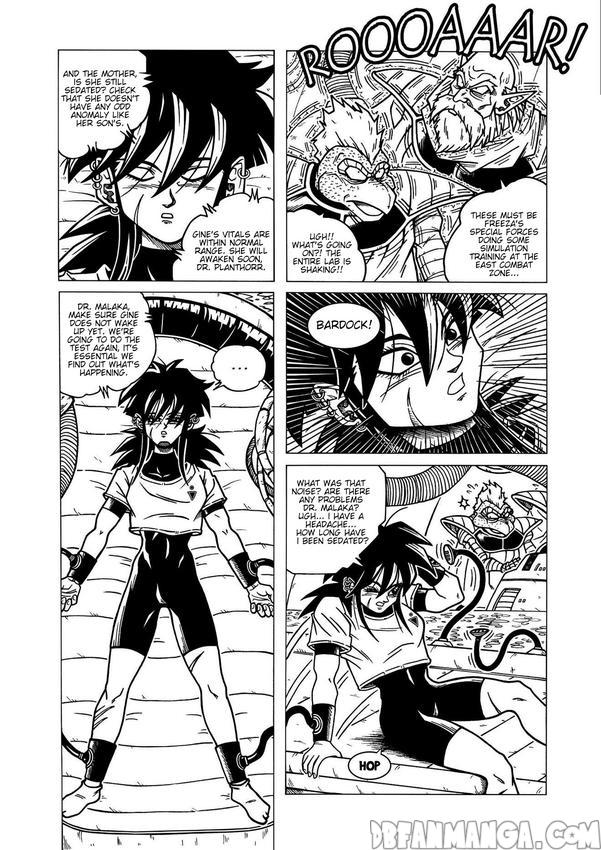 AND THE MOTHER,
IS SHE STILL
SEDATED? CHECK
THAT SHE DOESN'T
HAVE ANY ODD
ANOMALY LIKE
HER SON'S.
GINE'S VITALS ARE
WITHIN NORMAL
RANGE. SHE WILL
AWAKEN SOON,
DR. PLANTHORR.
ROOOAAAAR!
UGH!!
WHAT'S GOING
ON?! THE
ENTIRE LAB IS
SHAKING!!
THESE MUST BE
FREEZA'S
SPECIAL FORCES
DOING SOME
SIMULATION
TRAINING AT THE
EAST COMBAT
ZONE...
DR. MALAKA,
MAKE SURE GINE
DOES NOT WAKE
UP YET. WE'RE
GOING TO DO THE
TEST AGAIN, IT'S
ESSENTIAL WE
FIND OUT WHAT'S
HAPPENING.
...
BARDOCK!
WHAT WAS THAT
NOISE? ARE THERE
ANY PROBLEMS
DR. MALAKA?
UGH... I HAVE A
HEADACHE...
HOW LONG HAVE
I BEEN SEDATED?
HOP
DBFANMANGA.COM